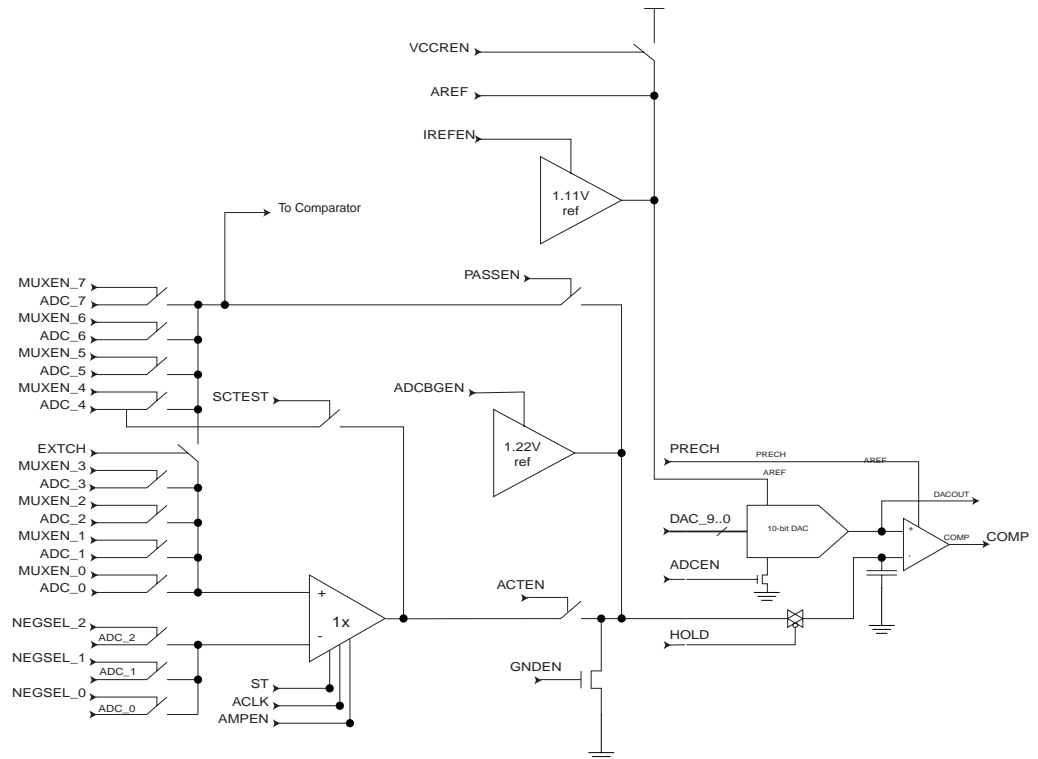 VCCREN
AREF
IREFEN
1.11V
ref
To Comparator
PASSEN
MUXEN_7
ADC_7
MUXEN_6
ADC_6
MUXEN_5
ADC_5
MUXEN_4
ADC_4
SCTEST
ADCBGEN
1.22V
ref
EXTCH
MUXEN_3
ADC_3
MUXEN_2
ADC_2
MUXEN_1
ADC_1
MUXEN_0
ADC_0
PRECH
PRECH
AREF
AREF
DACOUT
DAC_9..0
10-bit DAC
+
-
COMP
COMP
ADCEN
ACTEN
HOLD
GNDEN
+
1x
-
NEGSEL_2
ADC_2
NEGSEL_1
ADC_1
NEGSEL_0
ADC_0
ST
ACLK
AMPEN